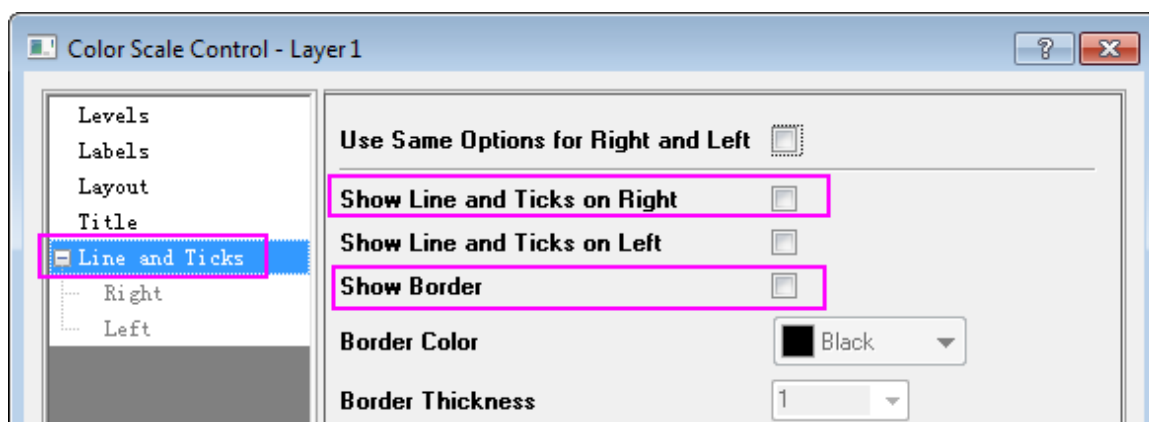 Color Scale Control - Layer 1
Levels
Labels
Layout
Title
Line and Ticks
Right
Left
Use Same Options for Right and Left
Show Line and Ticks on Right
Show Line and Ticks on Left
Show Border
Border Color
Black
Border Thickness
1